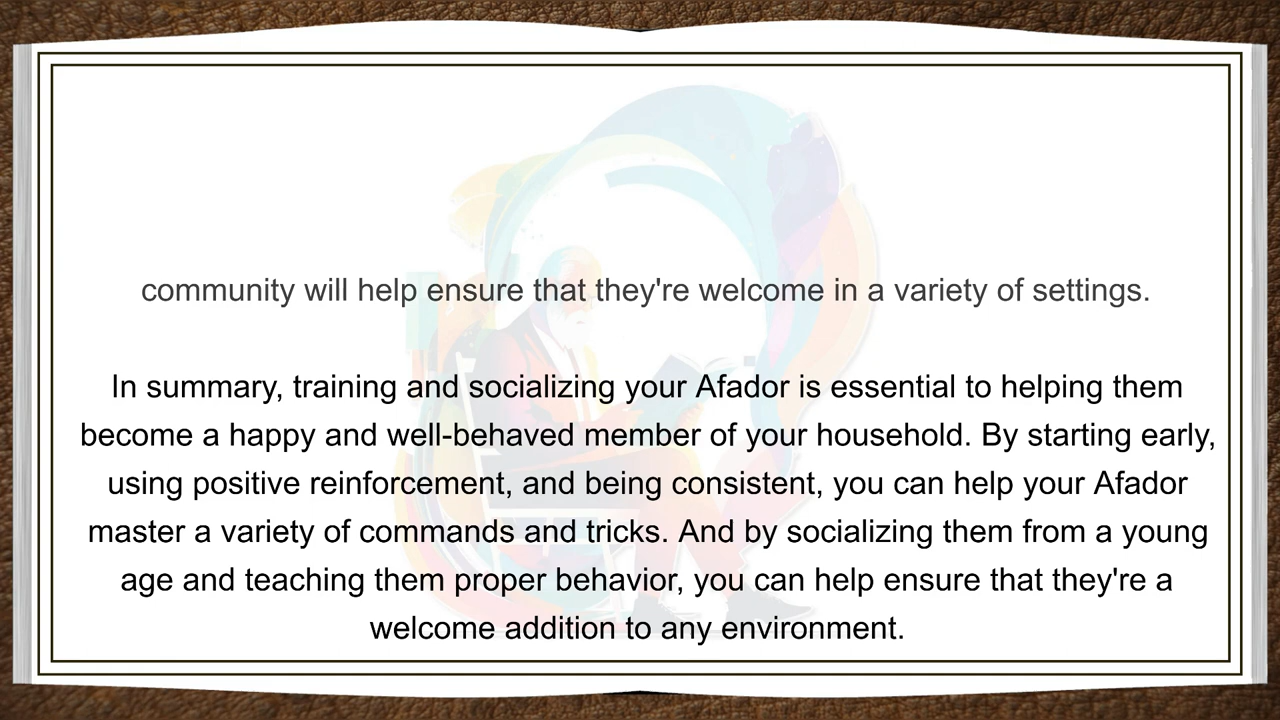 community will help ensure that they're welcome in a variety of settings.
In summary, training and socializing your Afador is essential to helping them
become a happy and well-behaved member of your household. By starting early,
using positive reinforcement, and being consistent, you can help your Afador
master a variety of commands and tricks. And by socializing them from a young
age and teaching them proper behavior, you can help ensure that they're a
welcome addition to any environment.